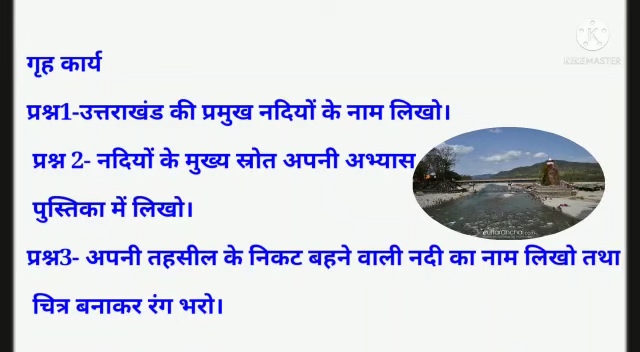 KINEMASTER
गृह कार्य
प्रश्न1-उत्तराखंड की प्रमुख नदियों के नाम लिखो।
प्रश्न 2- नदियों के मुख्य स्रोत अपनी अभ्यास
पुस्तिका में लिखो।
प्रश्न3- अपनी तहसील के निकट बहने वाली नदी का नाम लिखो तथा
चित्र बनाकर रंग भरो।